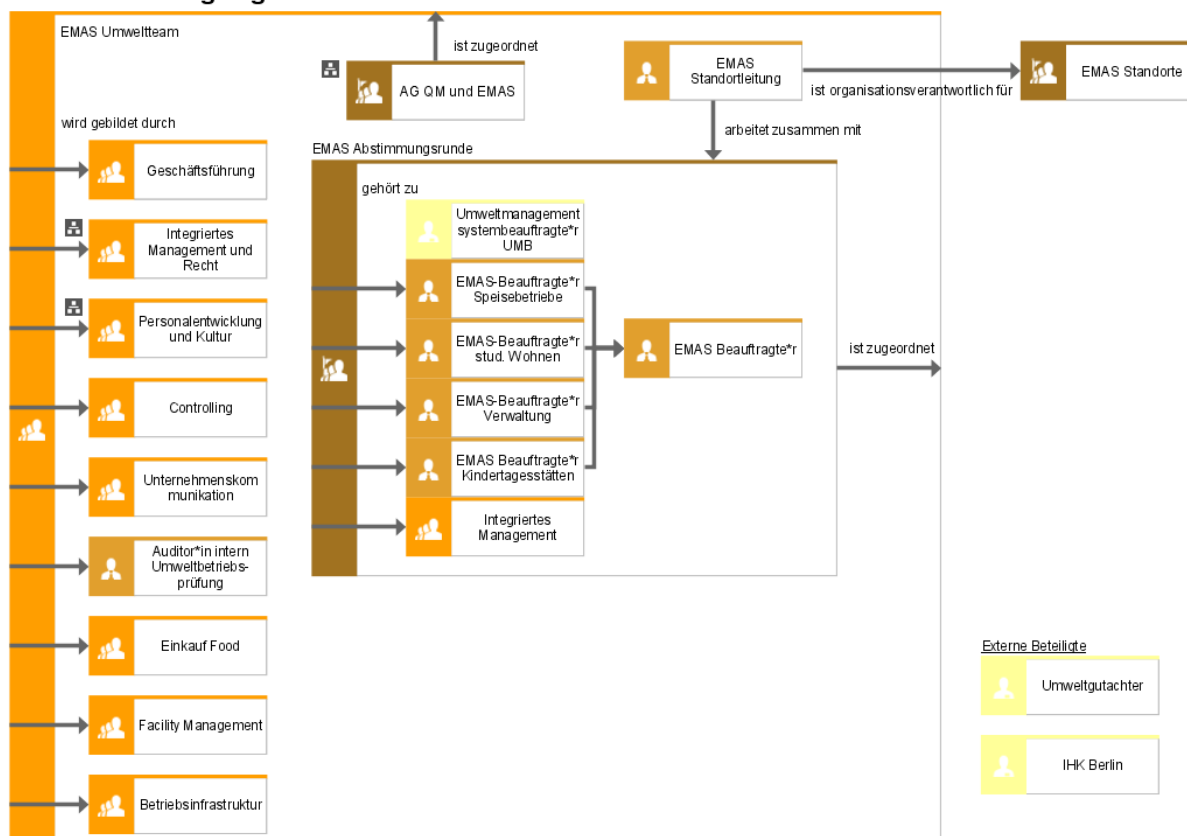 EMAS Umweltteam
ist zugeordnet
AG QM und EMAS
EMAS
Standortleitung
ist organisationsverantwortlich für
EMAS Standorte
arbeitet zusammen mit
wird gebildet durch
Geschäftsführung
Integriertes
Management und
Recht
Personalentwicklung
und Kultur
Controlling
Unternehmenskom
munikation
Auditor*in intern
Umweltbetriebs-
prüfung
Einkauf Food
Facility Management
Betriebsinfrastruktur
EMAS Abstimmungsrunde
gehört zu
Umweltmanagement
systembeauftragte*r
UMB
EMAS-Beauftragte*r
Speisebetriebe
EMAS-Beauftragte*r
stud. Wohnen
EMAS-Beauftragte*r
Verwaltung
EMAS Beauftragte*r
Kindertagesstätten
Integriertes
Management
EMAS Beauftragte*r
ist zugeordnet
Externe Beteiligte
Umweltgutachter
IHK Berlin